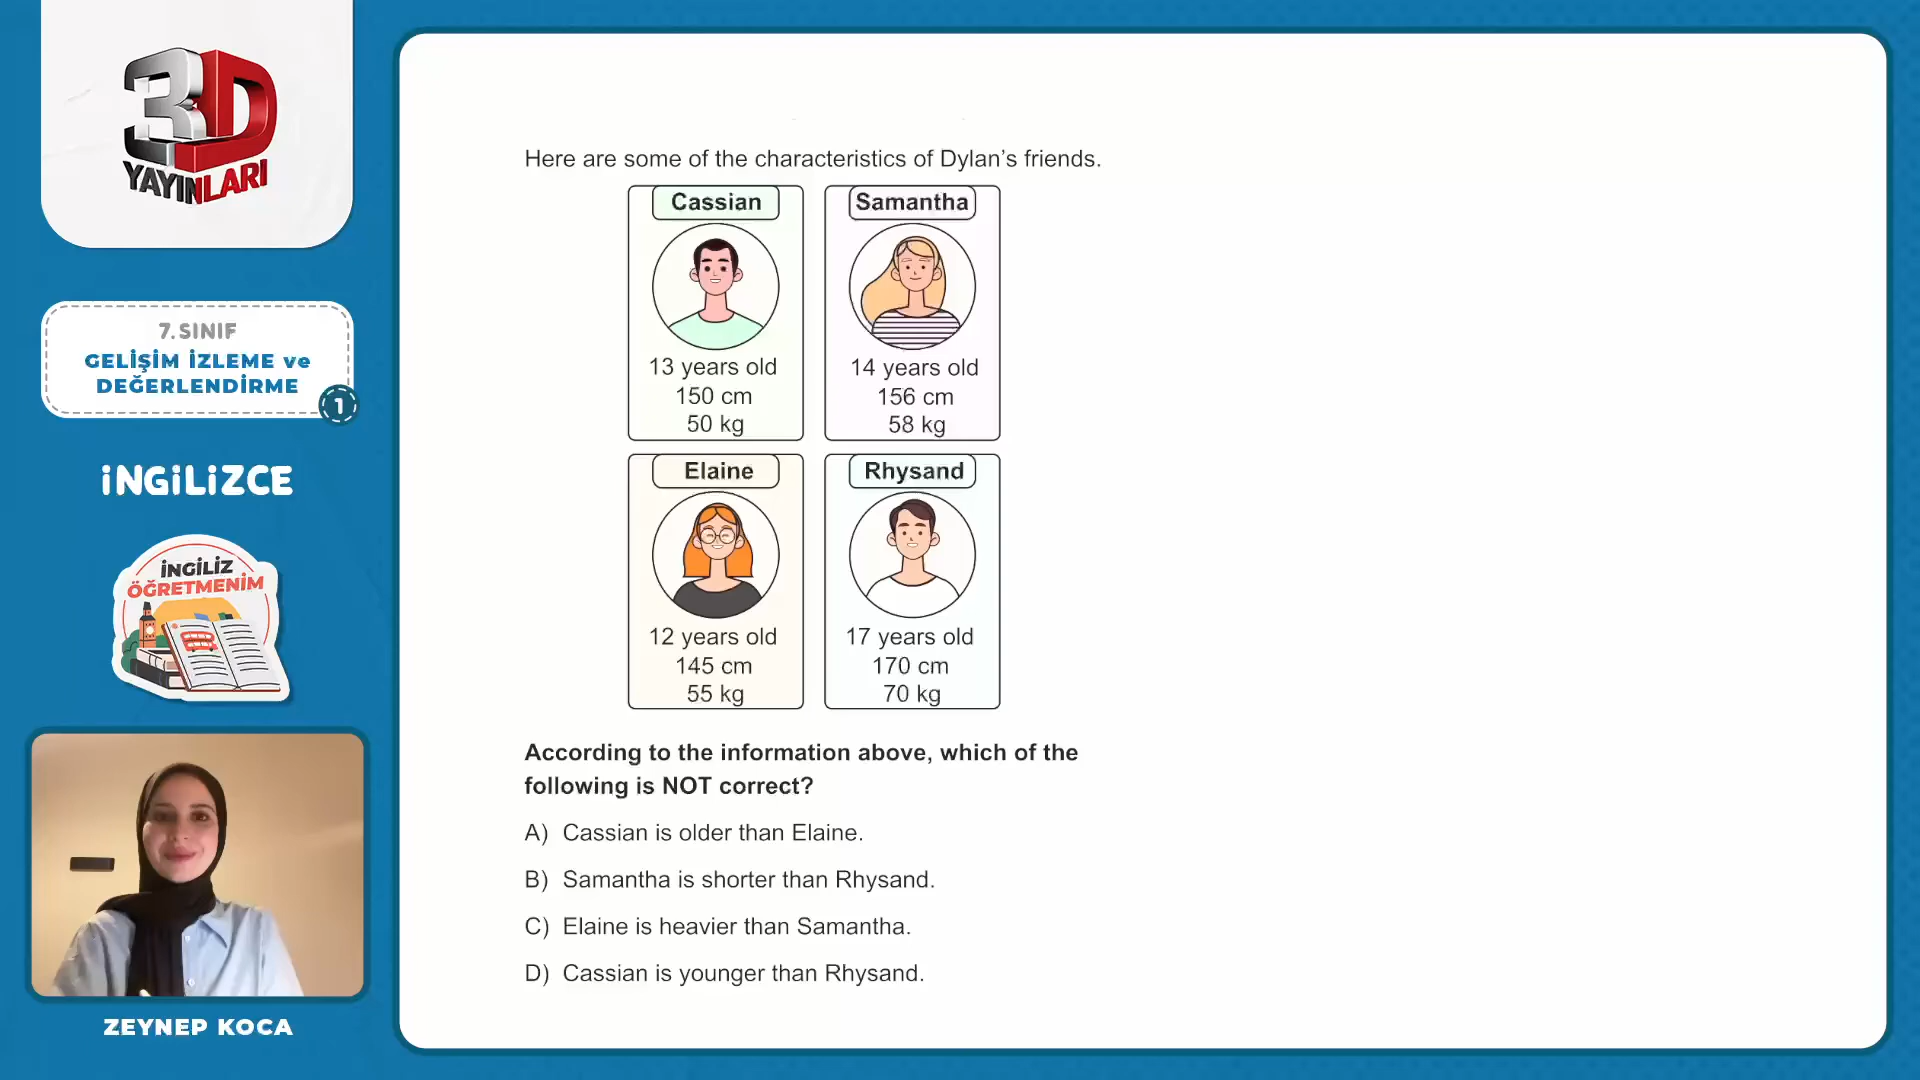 3D
YAYINLARI
7.SINIF
GELİŞİM İZLEME ve
DEĞERLENDİRME
1
İNGİLİZCE
İNGİLİZ
ÖĞRETMENİM
ZEYNEP KOCA
Here are some of the characteristics of Dylan’s friends.
Cassian
13 years old
150 cm
50 kg
Samantha
14 years old
156 cm
58 kg
Elaine
12 years old
145 cm
55 kg
Rhysand
17 years old
170 cm
70 kg
According to the information above, which of the
following is NOT correct?
A) Cassian is older than Elaine.
B) Samantha is shorter than Rhysand.
C) Elaine is heavier than Samantha.
D) Cassian is younger than Rhysand.